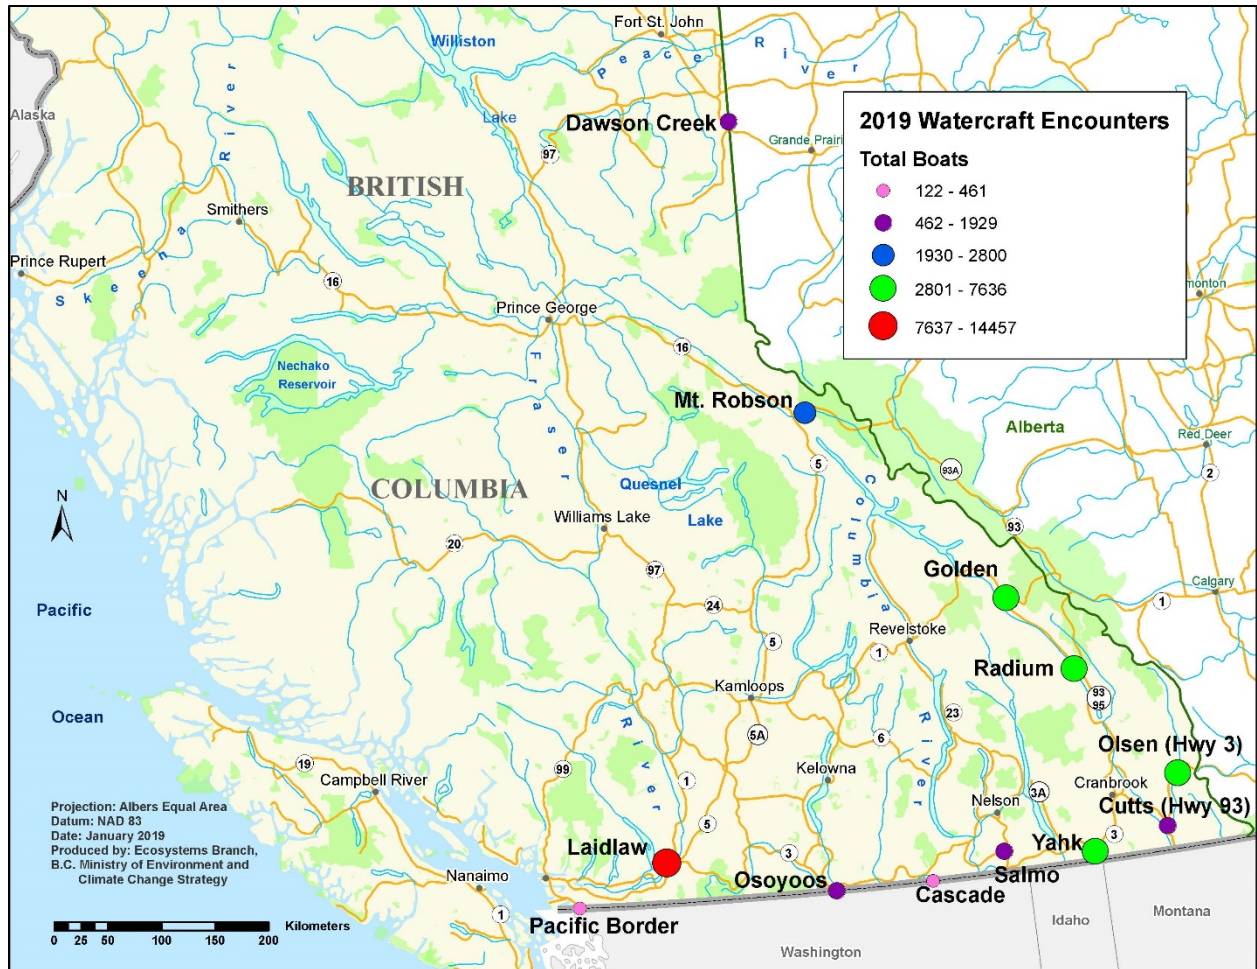 Fort St. John
Williston
Peace River
Alaska
Lake
Dawson Creek
Grande Prairi
97
BRITISH
2019 Watercraft Encounters
Total Boats
122 - 461
462 - 1929
1930 - 2800
2801 - 7636
7637 - 14457
Smithers
Prince Rupert
Skeena River
16
monton
Prince George
16
Nechako
Reservoir
Fraser
Mt. Robson
Alberta
Red Deer
5
93A
2
COLUMBIA
Quesnel
Lake
Columbia
N
Williams Lake
93
20
97
Golden
Calgary
Pacific
24
1
Revelstoke
5
1
Radium
Kamloops
93
95
Ocean
River
5A
River
23
6
Olsen (Hwy 3)
19
Campbell River
99
1
Kelowna
Cranbrook
3A
Nelson
Cutts (Hwy 93)
Projection: Albers Equal Area
Datum: NAD 83
Date: January 2019
Produced by: Ecosystems Branch,
B.C. Ministry of Environment and
Climate Change Strategy
5
Laidlaw
3
Yahk
3
Nanaimo
Osoyoos
Salmo
Cascade
1
Pacific Border
Kilometers
0 25 50 100 150 200
Idaho
Montana
Washington